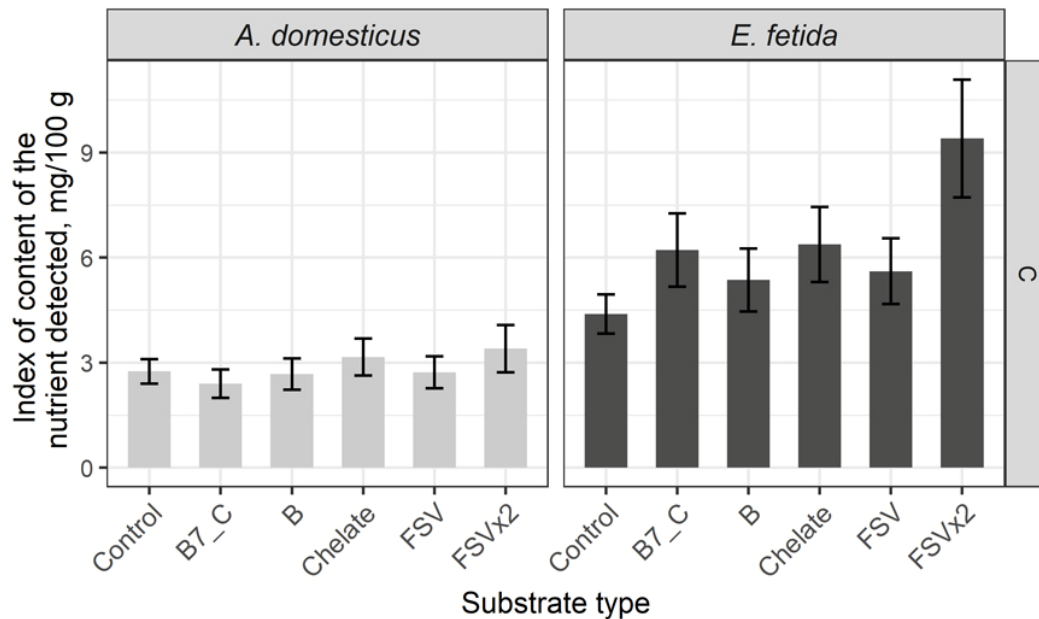 A. domesticus
E. fetida
Index of content of the
nutrient detected, mg/100 g
9
6
3
0
C
Control
B7_C
B
Chelate
FSV
FSVx2
Control
B7_C
B
Chelate
FSV
FSVx2
Substrate type